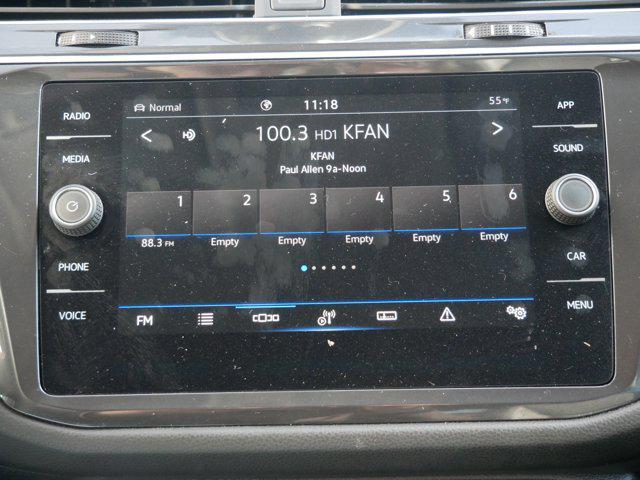 Normal 11:18 55°F
RADIO
MEDIA
PHONE
VOICE
100.3 HD1 KFAN
KFAN
Paul Allen 9a-Noon
1 2 3 4 5 6
88.3 FM Empty Empty Empty Empty Empty
FM
APP
SOUND
CAR
MENU